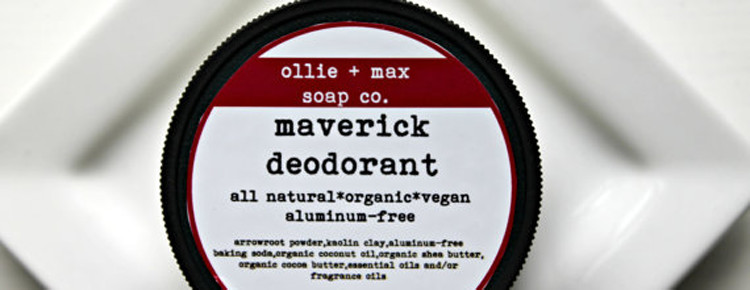 ollie + max
soap co.
maverick
deodorant
all natural*organic*vegan
aluminum-free
arrowroot powder,kaolin clay,aluminum-free
baking soda,organic coconut oil,organic shea butter,
organic cocoa butter,essential oils and/or
fragrance oils